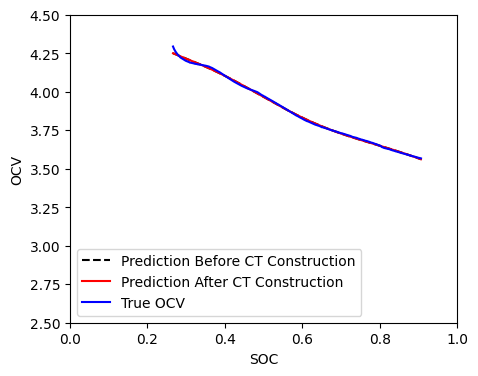 4.50
4.25
4.00
3.75
3.50
3.25
3.00
2.75
2.50
OCV
Prediction Before CT Construction
Prediction After CT Construction
True OCV
0.0 0.2 0.4 0.6 0.8 1.0
SOC